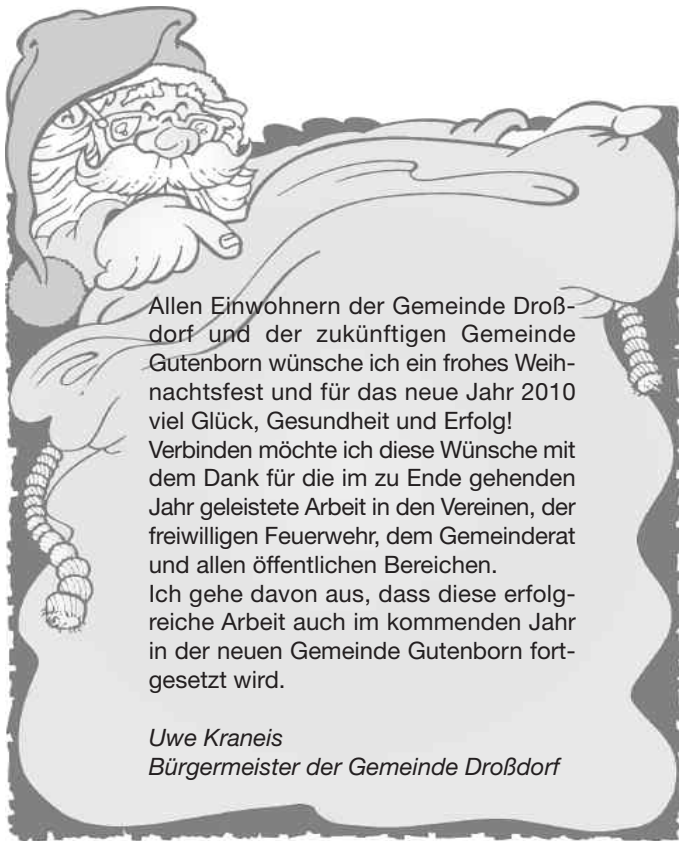 Allen Einwohnern der Gemeinde Droß-
dorf und der zukünftigen Gemeinde
Gutenborn wünsche ich ein frohes Weih-
nachtsfest und für das neue Jahr 2010
viel Glück, Gesundheit und Erfolg!
Verbinden möchte ich diese Wünsche mit
dem Dank für die im zu Ende gehenden
Jahr geleistete Arbeit in den Vereinen, der
freiwilligen Feuerwehr, dem Gemeinderat
und allen öffentlichen Bereichen.
Ich gehe davon aus, dass diese erfolg-
reiche Arbeit auch im kommenden Jahr
in der neuen Gemeinde Gutenborn fort-
gesetzt wird.
Uwe Kraneis
Bürgermeister der Gemeinde Droßdorf